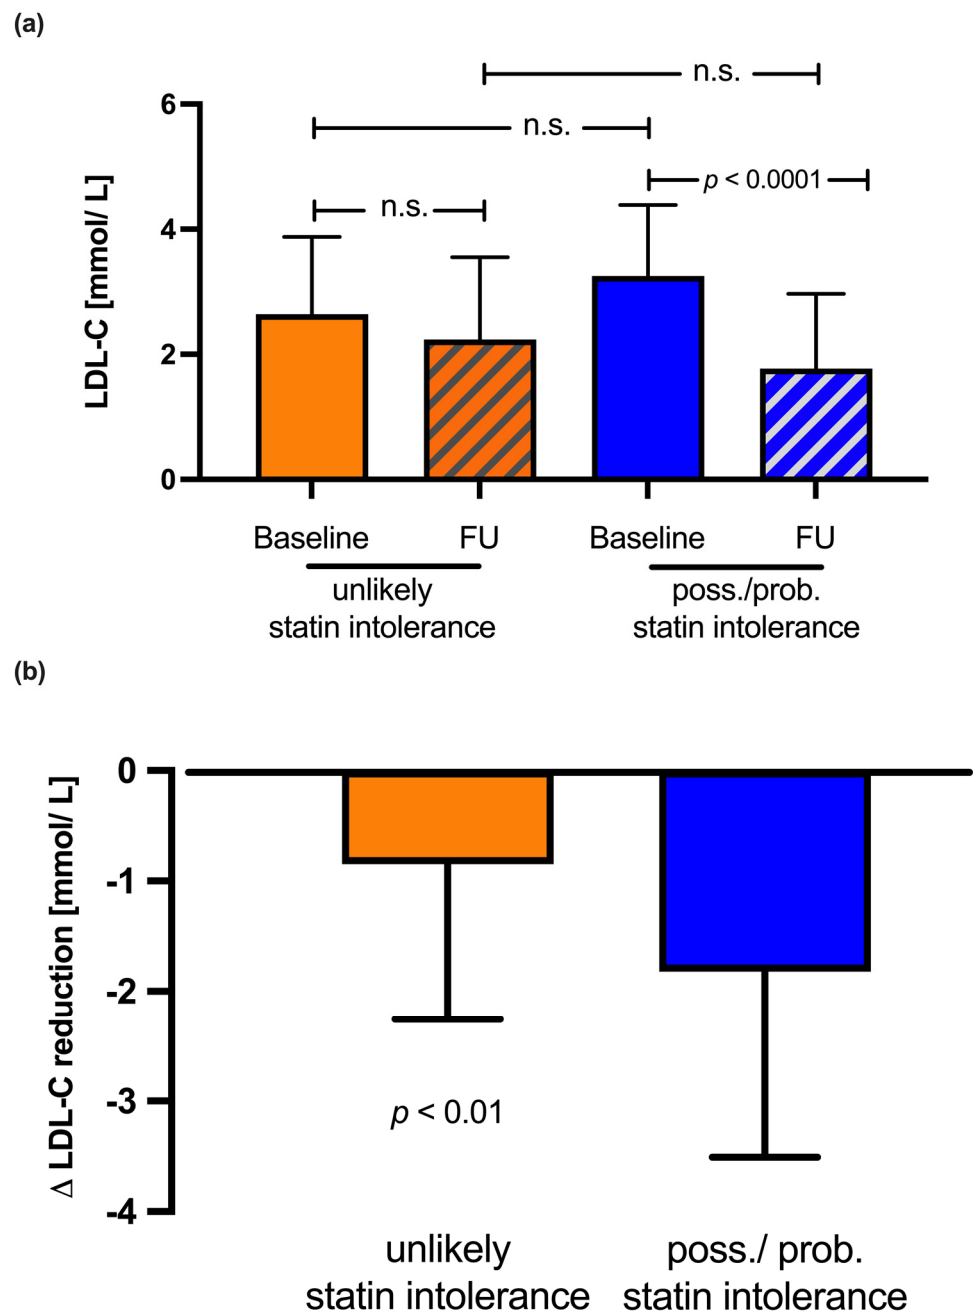 (a)
n.s.
6
n.s.
p < 0.0001
n.s.
4
LDL-C [mmol/ L]
2
0
Baseline FU Baseline FU
unlikely poss./prob.
statin intolerance statin intolerance
(b)
0
-1
Δ LDL-C reduction [mmol/ L]
-2
-3
p < 0.01
-4
unlikely poss./ prob.
statin intolerance statin intolerance